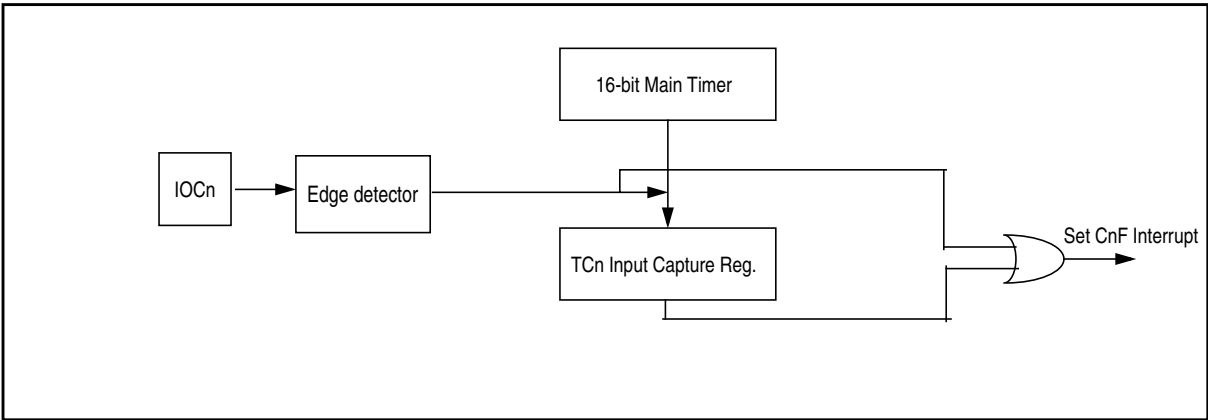 16-bit Main Timer
IOCn
Edge detector
TCn Input Capture Reg.
Set CnF Interrupt